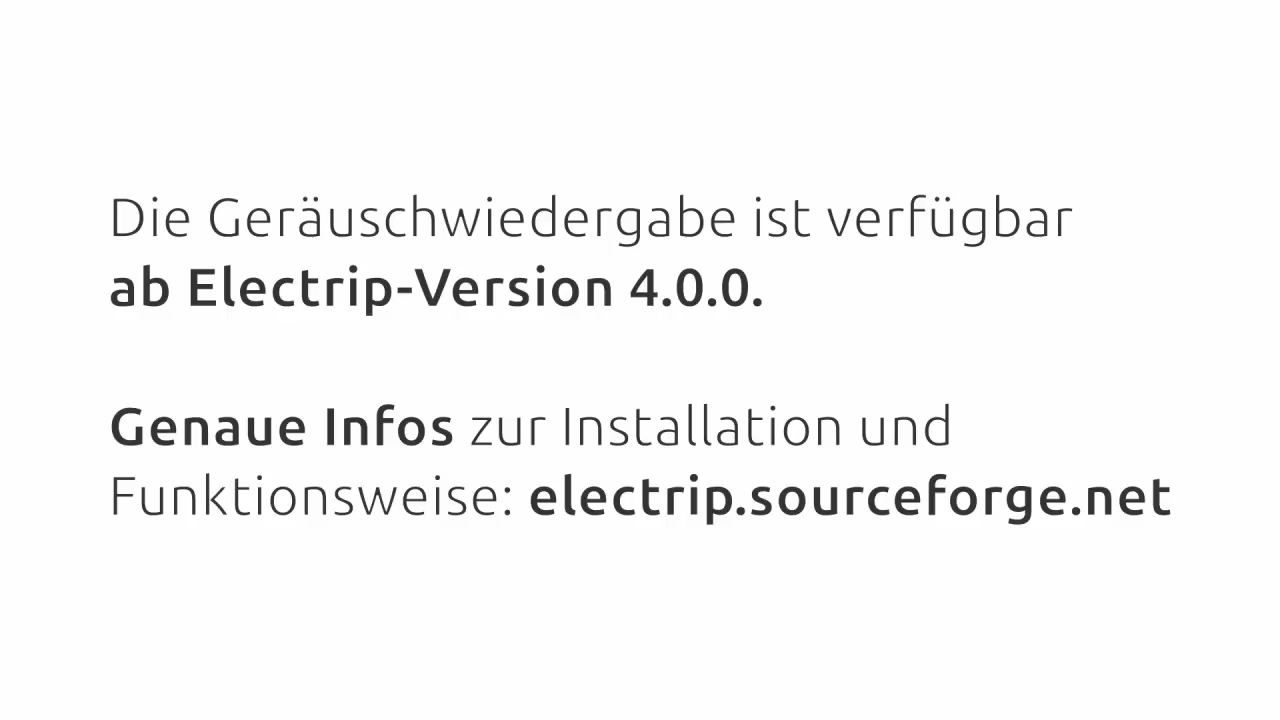 Die Geräuschwiedergabe ist verfügbar
ab Electrip-Version 4.0.0.
Genaue Infos zur Installation und
Funktionsweise: electrip.sourceforge.net